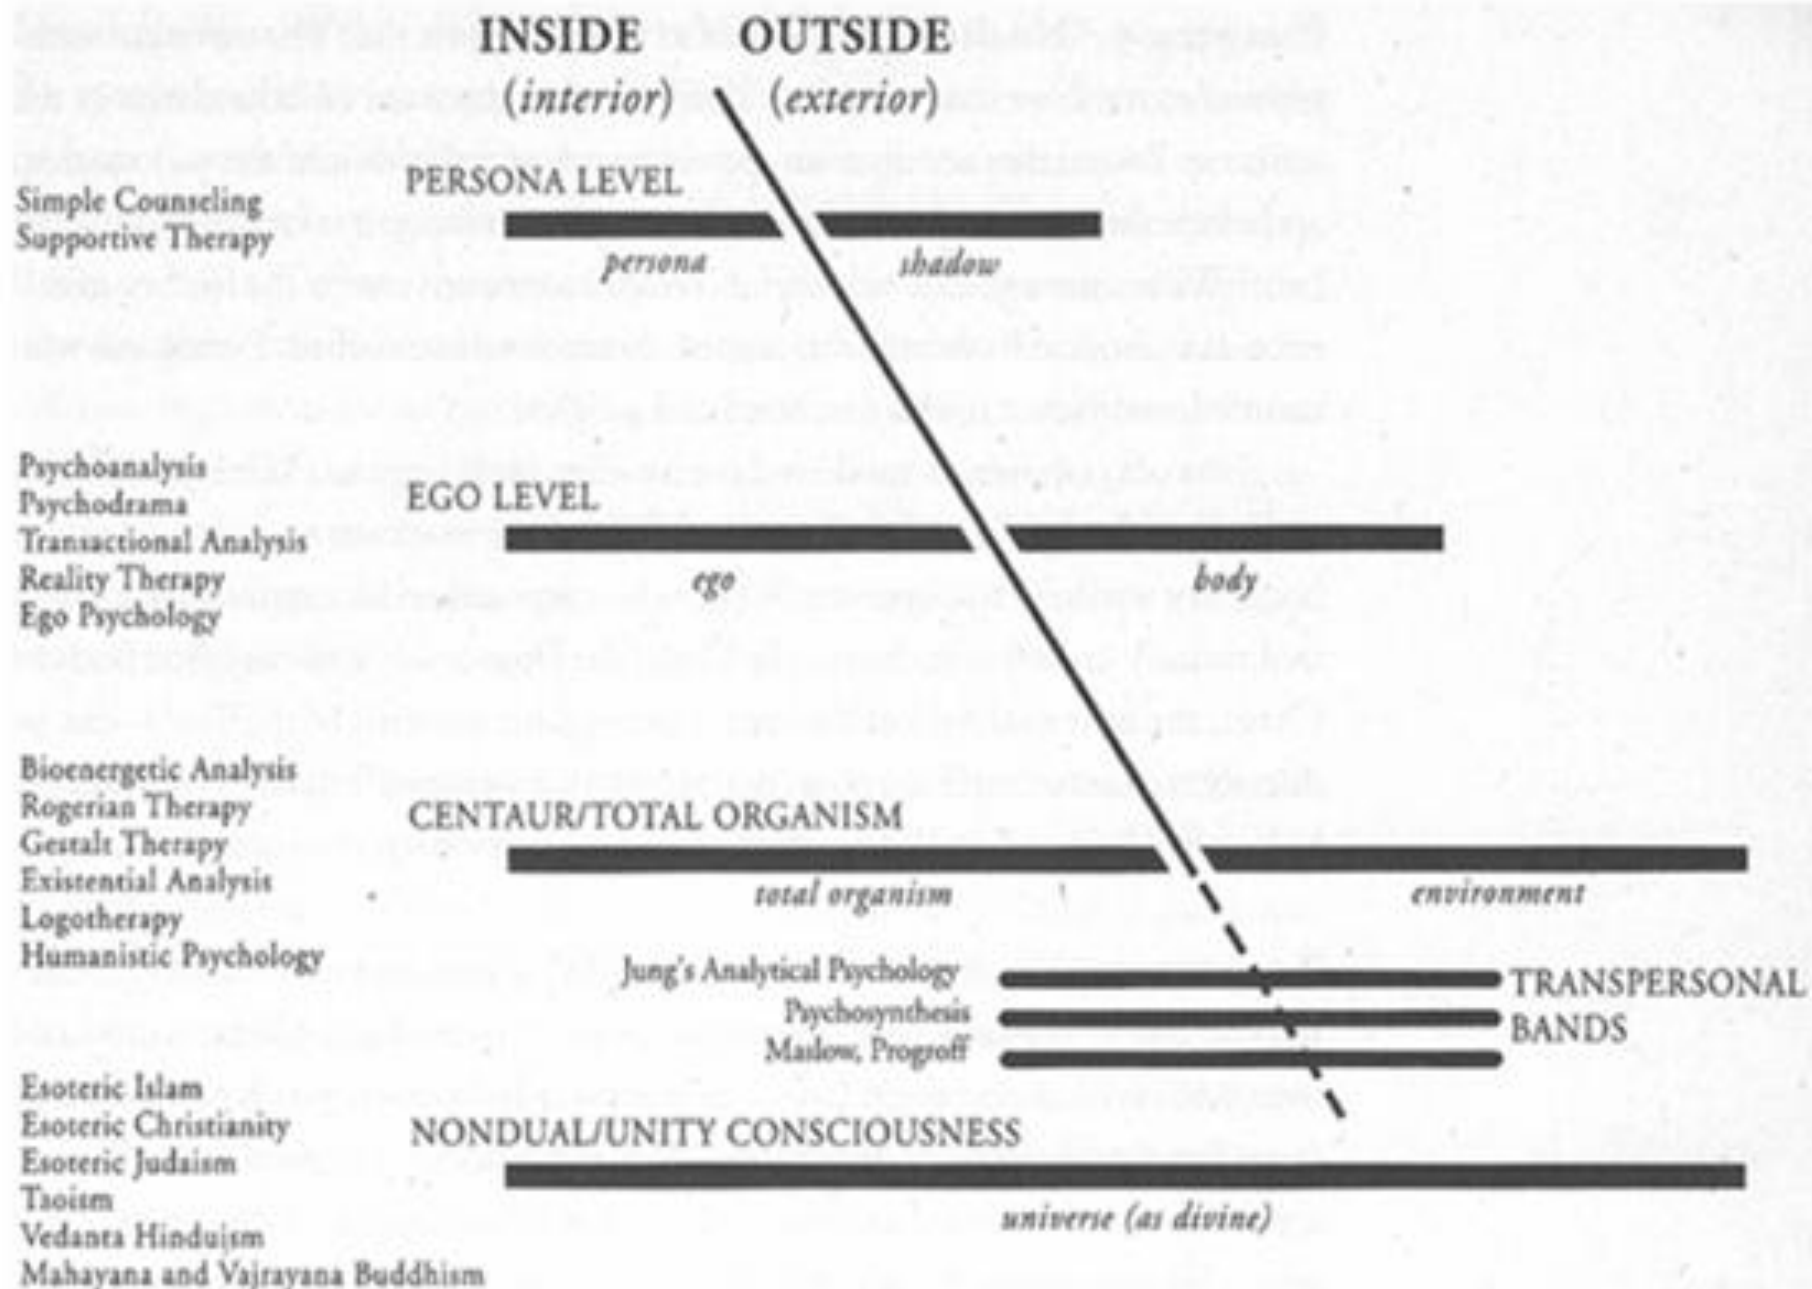 INSIDE OUTSIDE
(interior) (exterior)
PERSONA LEVEL
Simple Counseling
Supportive Therapy
persona shadow
Psychoanalysis
Psychodrama
Transactional Analysis
Reality Therapy
Ego Psychology
EGO LEVEL
ego body
Bioenergetic Analysis
Rogerian Therapy
Gestalt Therapy
Existential Analysis
Logotherapy
Humanistic Psychology
CENTAUR/TOTAL ORGANISM
total organism environment
Jung's Analytical Psychology
Psychosynthesis
Maslow, Progroff
TRANSPERSONAL
BANDS
Esoteric Islam
Esoteric Christianity
Esoteric Judaism
Taoism
Vedanta Hinduism
Mahayana and Vajrayana Buddhism
NONDUAL/UNITY CONSCIOUSNESS
universe (as divine)